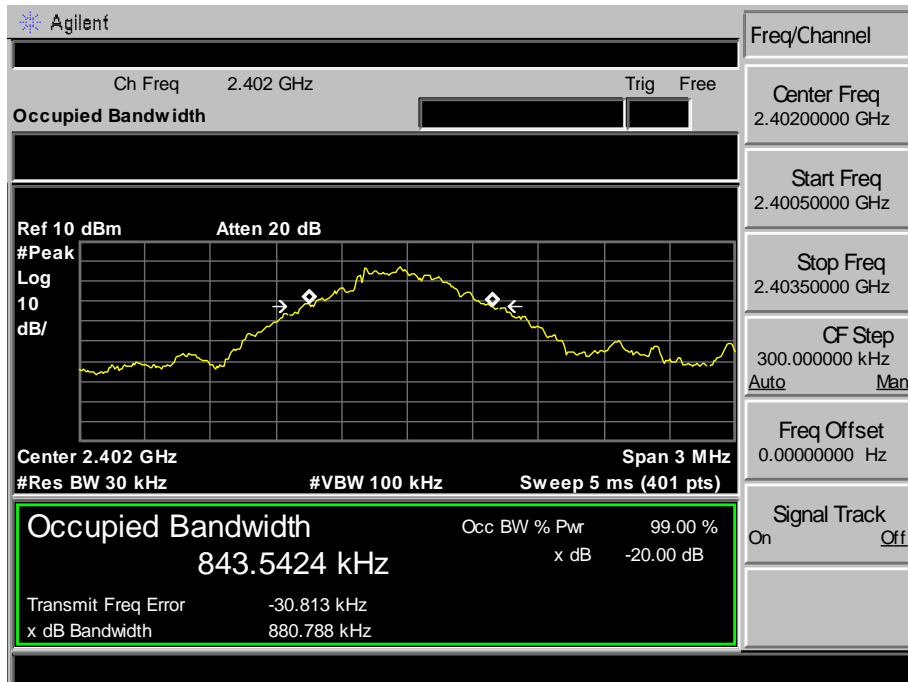 Agilent
Freq/Channel
Ch Freq 2.402 GHz Trig Free
Occupied Bandwidth
Center Freq
2.40200000 GHz
Start Freq
2.40050000 GHz
Stop Freq
2.40350000 GHz
CF Step
300.000000 kHz
Auto Man
Freq Offset
0.00000000 Hz
Signal Track
On Off
Ref 10 dBm Atten 20 dB
#Peak
Log
10
dB/
Center 2.402 GHz Span 3 MHz
#Res BW 30 kHz #VBW 100 kHz Sweep 5 ms (401 pts)
Occupied Bandwidth
843.5424 kHz
Occ BW % Pwr 99.00 %
x dB -20.00 dB
Transmit Freq Error -30.813 kHz
x dB Bandwidth 880.788 kHz